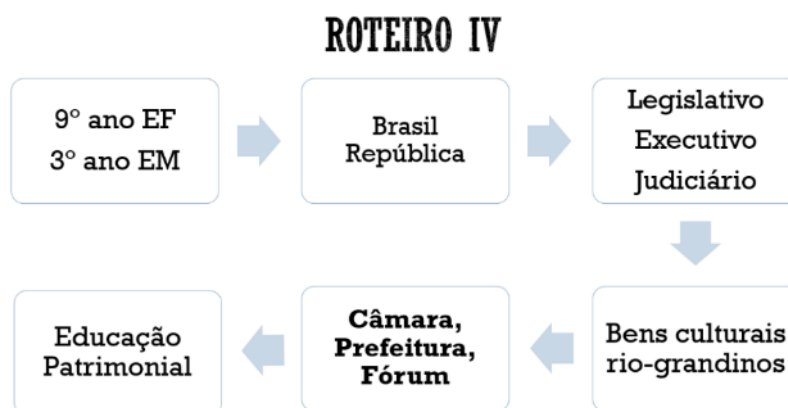 ROTEIRO IV
9º ano EF
3º ano EM
Brasil
República
Legislativo
Executivo
Judiciário
Bens culturais
rio-grandinos
Câmara,
Prefeitura,
Fórum
Educação
Patrimonial